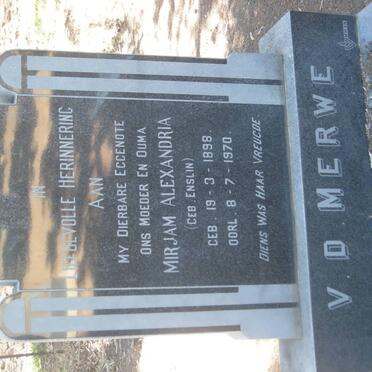 IN
LIEFDEVOLLE HERINNERING
AAN
MY DIERBARE EGGENOTE
ONS MOEDER EN OUMA
MIRJAM ALEXANDRIA
(GEB. ENSLIN)
GEB 19-3-1898
OORL 8-7-1970
DIENS WAS HAAR VREUGDE
V D MERWE